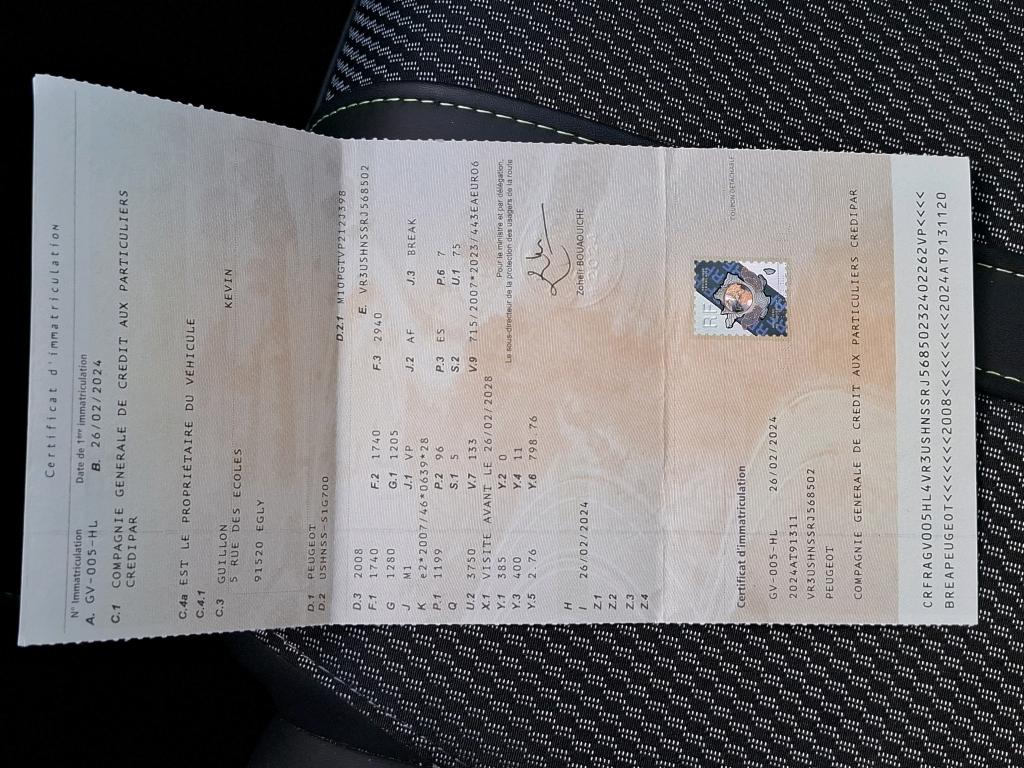 Certificat d'immatriculation
N° Immatriculation Date de 1ère immatriculation
A. GV-005-HL B. 26/02/2024
C.1 COMPAGNIE GENERALE DE CREDIT AUX PARTICULIERS
CREDIPAR
C.4a EST LE PROPRIÉTAIRE DU VÉHICULE
C.4.1
C.3 GUILLION KEVIN
5 RUE DES ECOLES
91520 EGLY
D.1 PEUGEOT
D.2 USHNSS-S1G700 D.2.1 M10PGTVP212J398
D.3 2008 E. VR3USHNSSRJ568502
F.1 1740 F.2 1740 F.3 2940
G 1280 G.1 1205
J M1 J.1 VP J.2 AF J.3 BREAK
K e2*2007/46*0639*28
P.1 1199 P.2 96 P.3 ES P.6 7
Q S.1 5 S.2 U.1 75
U.2 3750 V.7 133 V.9 715/2007*2023/443EAEURO6
X.1 VISITE AVANT LE 26/02/2028
Y.1 385 Y.2 0
Y.3 400 Y.4 11
Y.5 2.76 Y.6 798.76
Pour le ministre et par délégation,
Le sous-directeur de la protection des usagers de la route
Zoheir BOUAOUICHE
H
I 26/02/2024
Z.1
Z.2
Z.3
Z.4
COUPON DÉTACHABLE
RF
Certificat d'immatriculation
GV-005-HL 26/02/2024
2024AT91311
VR3USHNSSRJ568502
PEUGEOT
COMPAGNIE GENERALE DE CREDIT AUX PARTICULIERS CREDIPAR
CRFRAGV005HL4VR3USHNSSRJ56850232402262VP<<<<
BREAPEUGEOT<<<<<<2008<<<<<<<<<2024AT9131120